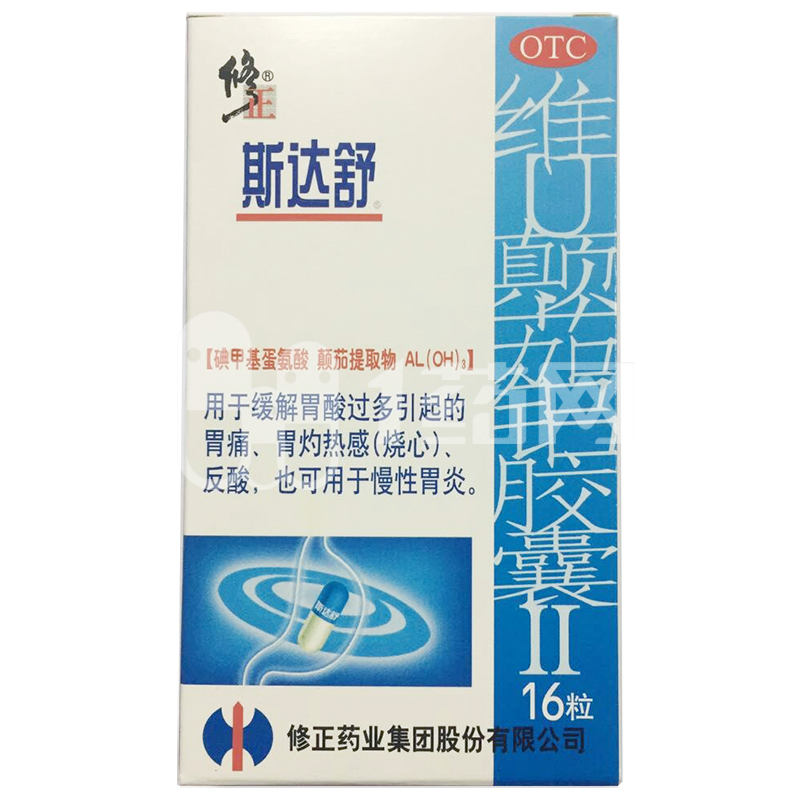 修正®
斯达舒®
【碘甲基蛋氨酸 颠茄提取物 AL(OH)₃】
用于缓解胃酸过多引起的
胃痛、胃灼热感(烧心)、
反酸，也可用于慢性胃炎。
斯达舒
修正药业集团股份有限公司
OTC
维U颠茄铝胶囊II
16粒
1药网